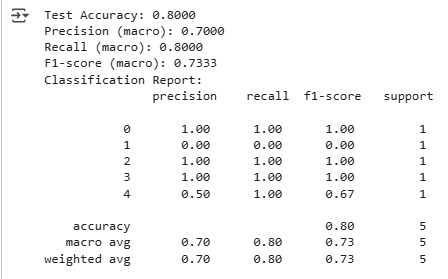 Test Accuracy: 0.8000
Precision (macro): 0.7000
Recall (macro): 0.8000
F1-score (macro): 0.7333
Classification Report:
precision recall f1-score support
0 1.00 1.00 1.00 1
1 0.00 0.00 0.00 1
2 1.00 1.00 1.00 1
3 1.00 1.00 1.00 1
4 0.50 1.00 0.67 1
accuracy 0.80 5
macro avg 0.70 0.80 0.73 5
weighted avg 0.70 0.80 0.73 5